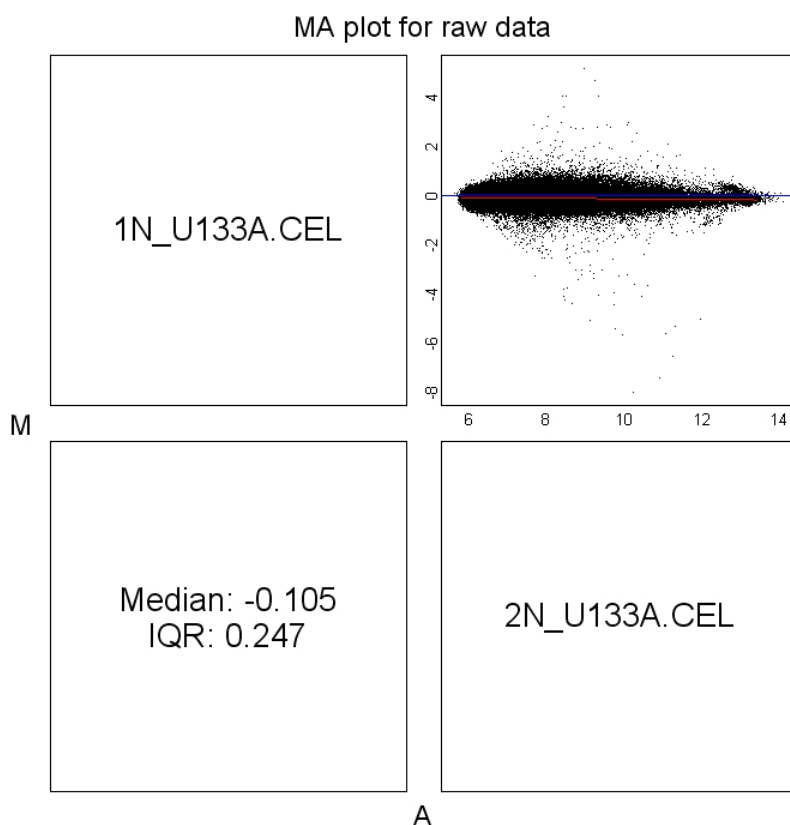 MA plot for raw data
1N_U133A.CEL
4
2
0
-2
-4
-6
-8
6 8 10 12 14
M
Median: -0.105
IQR: 0.247
2N_U133A.CEL
A